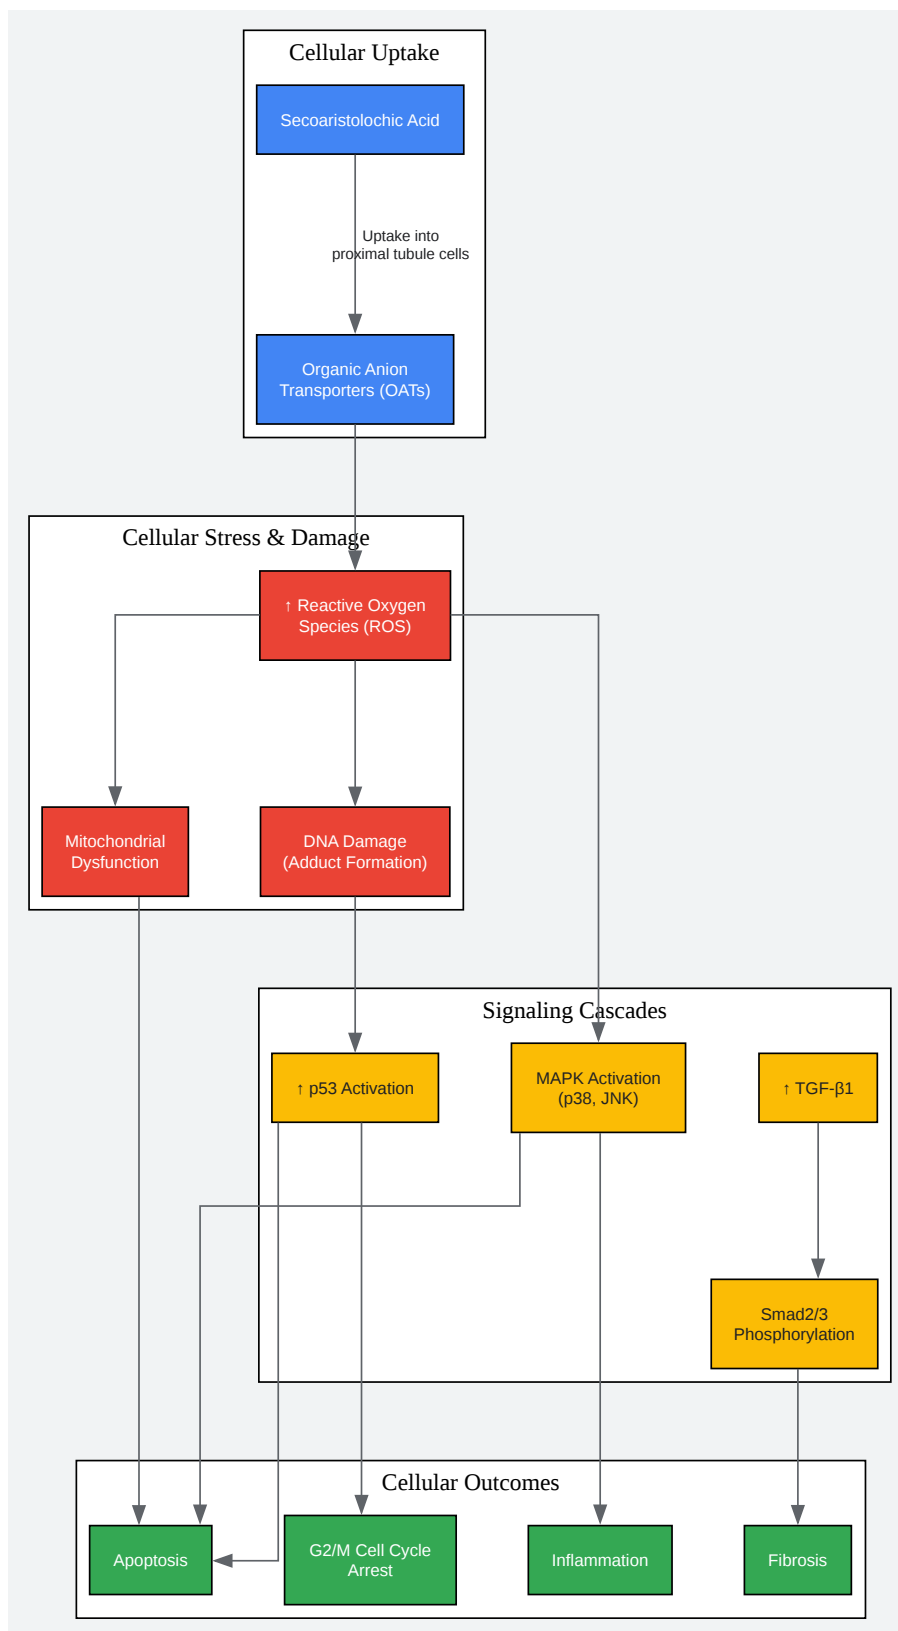 Cellular Uptake
Secoaristolochic Acid
Uptake into
proximal tubule cells
Organic Anion
Transporters (OATs)
Cellular Stress & Damage
↑ Reactive Oxygen
Species (ROS)
Mitochondrial
Dysfunction
DNA Damage
(Adduct Formation)
Signaling Cascades
↑ p53 Activation
MAPK Activation
(p38, JNK)
↑ TGF-β1
Smad2/3
Phosphorylation
Cellular Outcomes
Apoptosis
G2/M Cell Cycle
Arrest
Inflammation
Fibrosis